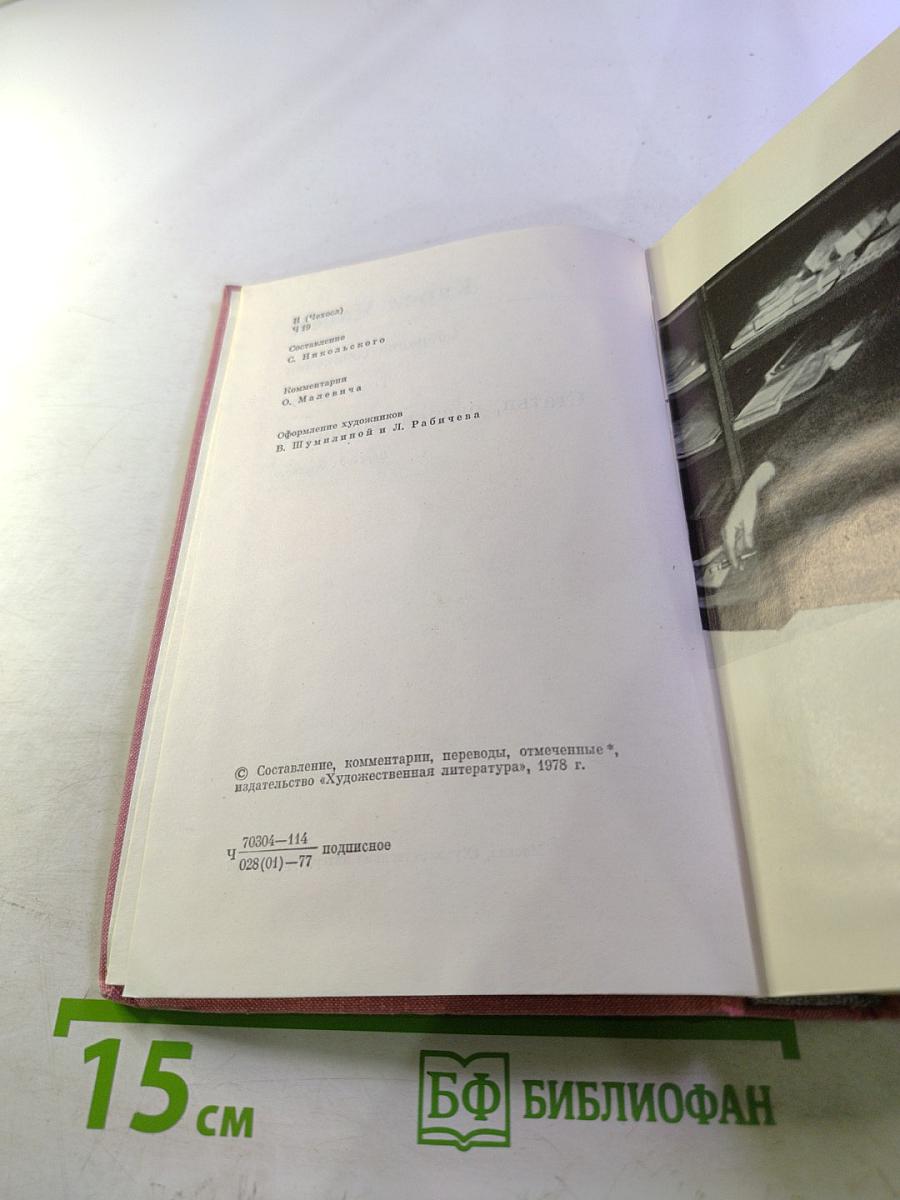 И (Чехосл)
Ч 19
Составление
С. Никольского
Комментарии
О. Малевича
Оформление художников
В. Шумилиной и Л. Рабичева
© Составление, комментарии, переводы, отмеченные *,
издательство «Художественная литература», 1978 г.
Ч 70304—114
028(01)—77 подписное
15 см
БФ БИБЛИОФАН